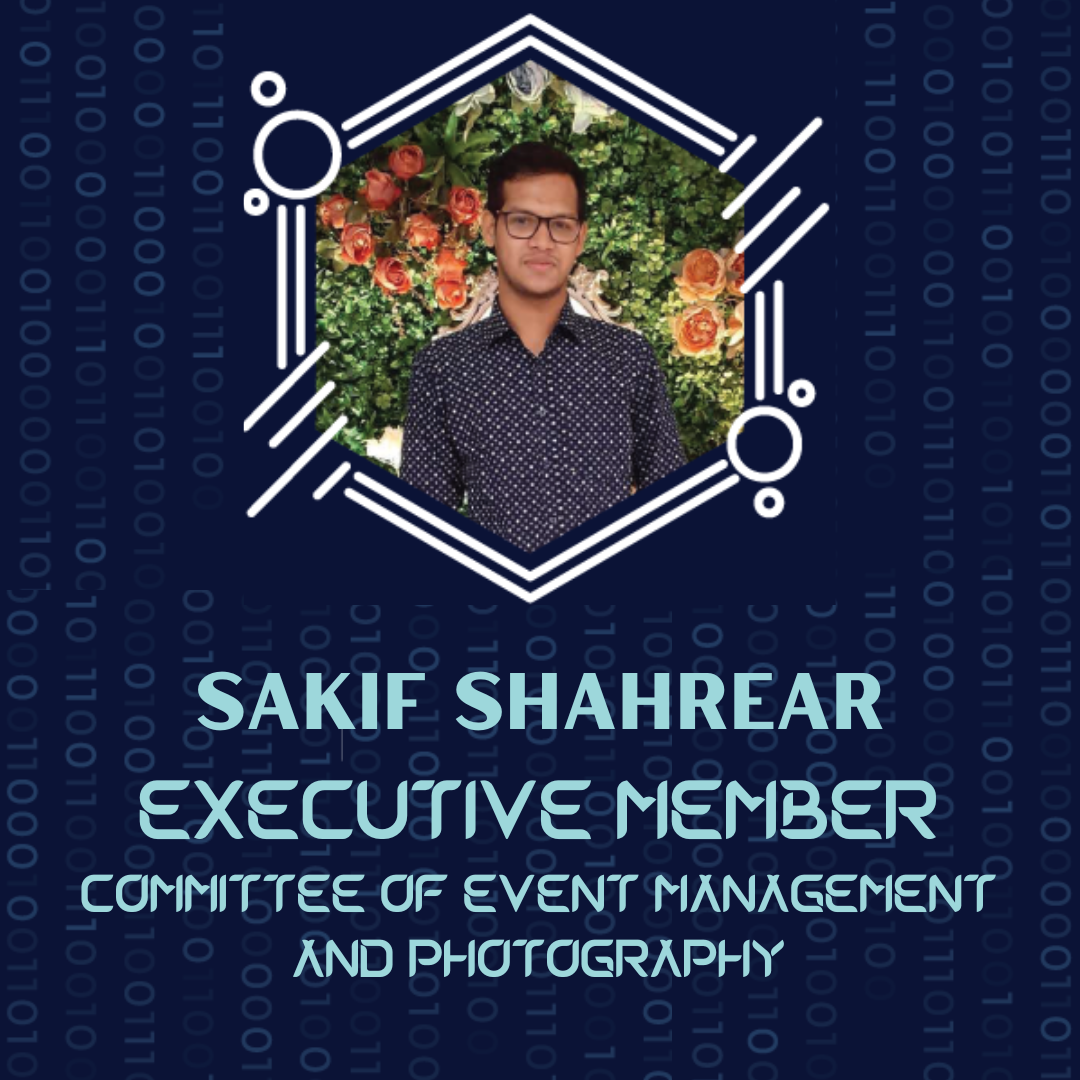 SAKIF SHAHREAR
EXECUTIVE MEMBER
COMMITTEE OF EVENT MANAGEMENT
AND PHOTOGRAPHY